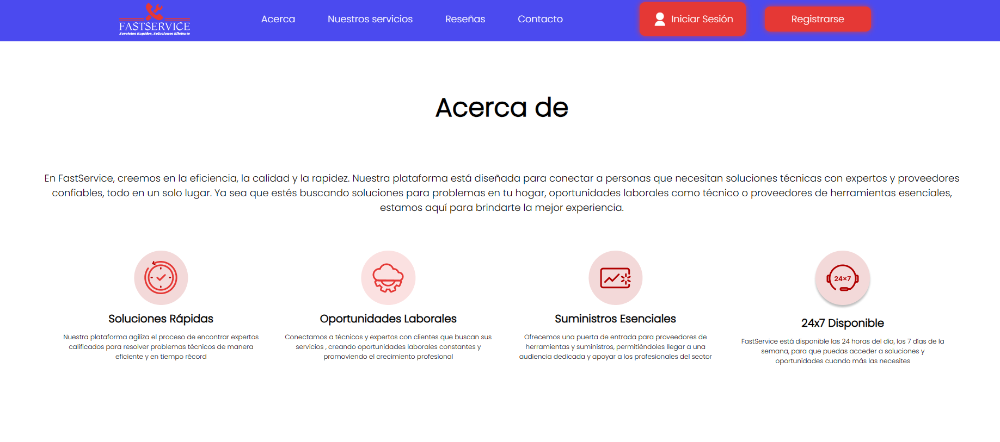 FASTSERVICE
Servicios Rapidos, Soluciones Eficiente
Acerca
Nuestros servicios
Reseñas
Contacto
Iniciar Sesión
Registrarse
Acerca de
En FastService, creemos en la eficiencia, la calidad y la rapidez. Nuestra plataforma está diseñada para conectar a personas que necesitan soluciones técnicas con expertos y proveedores
confiables, todo en un solo lugar. Ya sea que estés buscando soluciones para problemas en tu hogar, oportunidades laborales como técnico o proveedores de herramientas esenciales,
estamos aquí para brindarte la mejor experiencia.
Soluciones Rápidas
Nuestra plataforma agiliza el proceso de encontrar expertos
calificados para resolver problemas técnicos de manera
eficiente y en tiempo récord
Oportunidades Laborales
Conectamos a técnicos y expertos con clientes que buscan sus
servicios , creando oportunidades laborales constantes y
promoviendo el crecimiento profesional
Suministros Esenciales
Ofrecemos una puerta de entrada para proveedores de
herramientas y suministros, permitiéndoles llegar a una
audiencia dedicada y apoyar a los profesionales del sector
24×7
24x7 Disponible
FastService está disponible las 24 horas del día, los 7 días de la
semana, para que puedas acceder a soluciones y
oportunidades cuando más las necesites